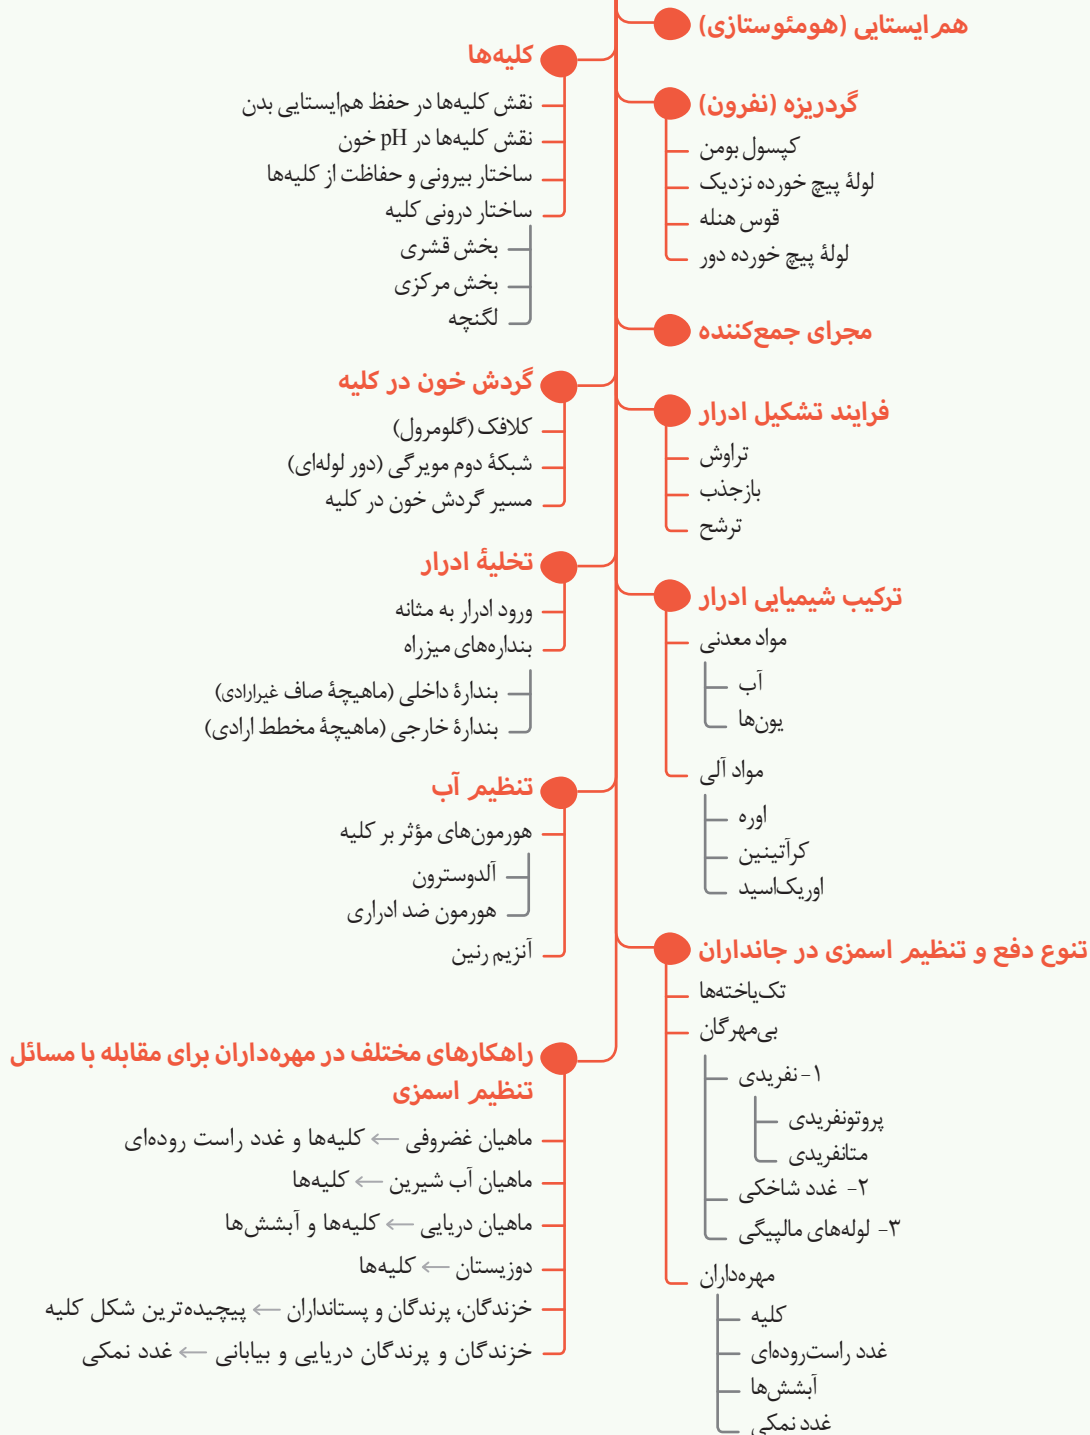 هم‌ایستایی (هومئوستازی)
گردریزه (نفرون)
کپسول بومن
لولۀ پیچ خورده نزدیک
قوس هنله
لولۀ پیچ خورده دور
مجرای جمع‌کننده
فرایند تشکیل ادرار
تراوش
بازجذب
ترشح
ترکیب شیمیایی ادرار
مواد معدنی
آب
یون‌ها
مواد آلی
اوره
کرآتینین
اوریک‌اسید
تنوع دفع و تنظیم اسمزی در جانداران
تک‌یاخته‌ها
بی‌مهرگان
۱- نفریدی
پروتونفریدی
متانفریدی
۲- غدد شاخکی
۳- لوله‌های مالپیگی
مهره‌داران
کلیه
غدد راست‌روده‌ای
آبشش‌ها
غدد نمکی
کلیه‌ها
نقش کلیه‌ها در حفظ هم‌ایستایی بدن
نقش کلیه‌ها در pH خون
ساختار بیرونی و حفاظت از کلیه‌ها
ساختار درونی کلیه
بخش قشری
بخش مرکزی
لگنچه
گردش خون در کلیه
کلافک (گلومرول)
شبکۀ دوم مویرگی (دور لوله‌ای)
مسیر گردش خون در کلیه
تخلیۀ ادرار
ورود ادرار به مثانه
بنداره‌های میزراه
بندارۀ داخلی (ماهیچۀ صاف غیرارادی)
بندارۀ خارجی (ماهیچۀ مخطط ارادی)
تنظیم آب
هورمون‌های مؤثر بر کلیه
آلدوسترون
هورمون ضد ادراری
آنزیم رنین
راهکارهای مختلف در مهره‌داران برای مقابله با مسائل
تنظیم اسمزی
ماهیان غضروفی ← کلیه‌ها و غدد راست روده‌ای
ماهیان آب شیرین ← کلیه‌ها
ماهیان دریایی ← کلیه‌ها و آبشش‌ها
دوزیستان ← کلیه‌ها
خزندگان، پرندگان و پستانداران ← پیچیده‌ترین شکل کلیه
خزندگان و پرندگان دریایی و بیابانی ← غدد نمکی